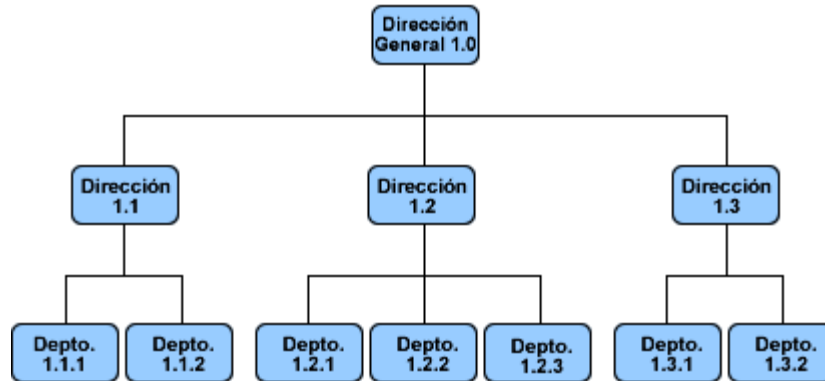 Dirección
General 1.0
Dirección
1.1
Dirección
1.2
Dirección
1.3
Depto.
1.1.1
Depto.
1.1.2
Depto.
1.2.1
Depto.
1.2.2
Depto.
1.2.3
Depto.
1.3.1
Depto.
1.3.2